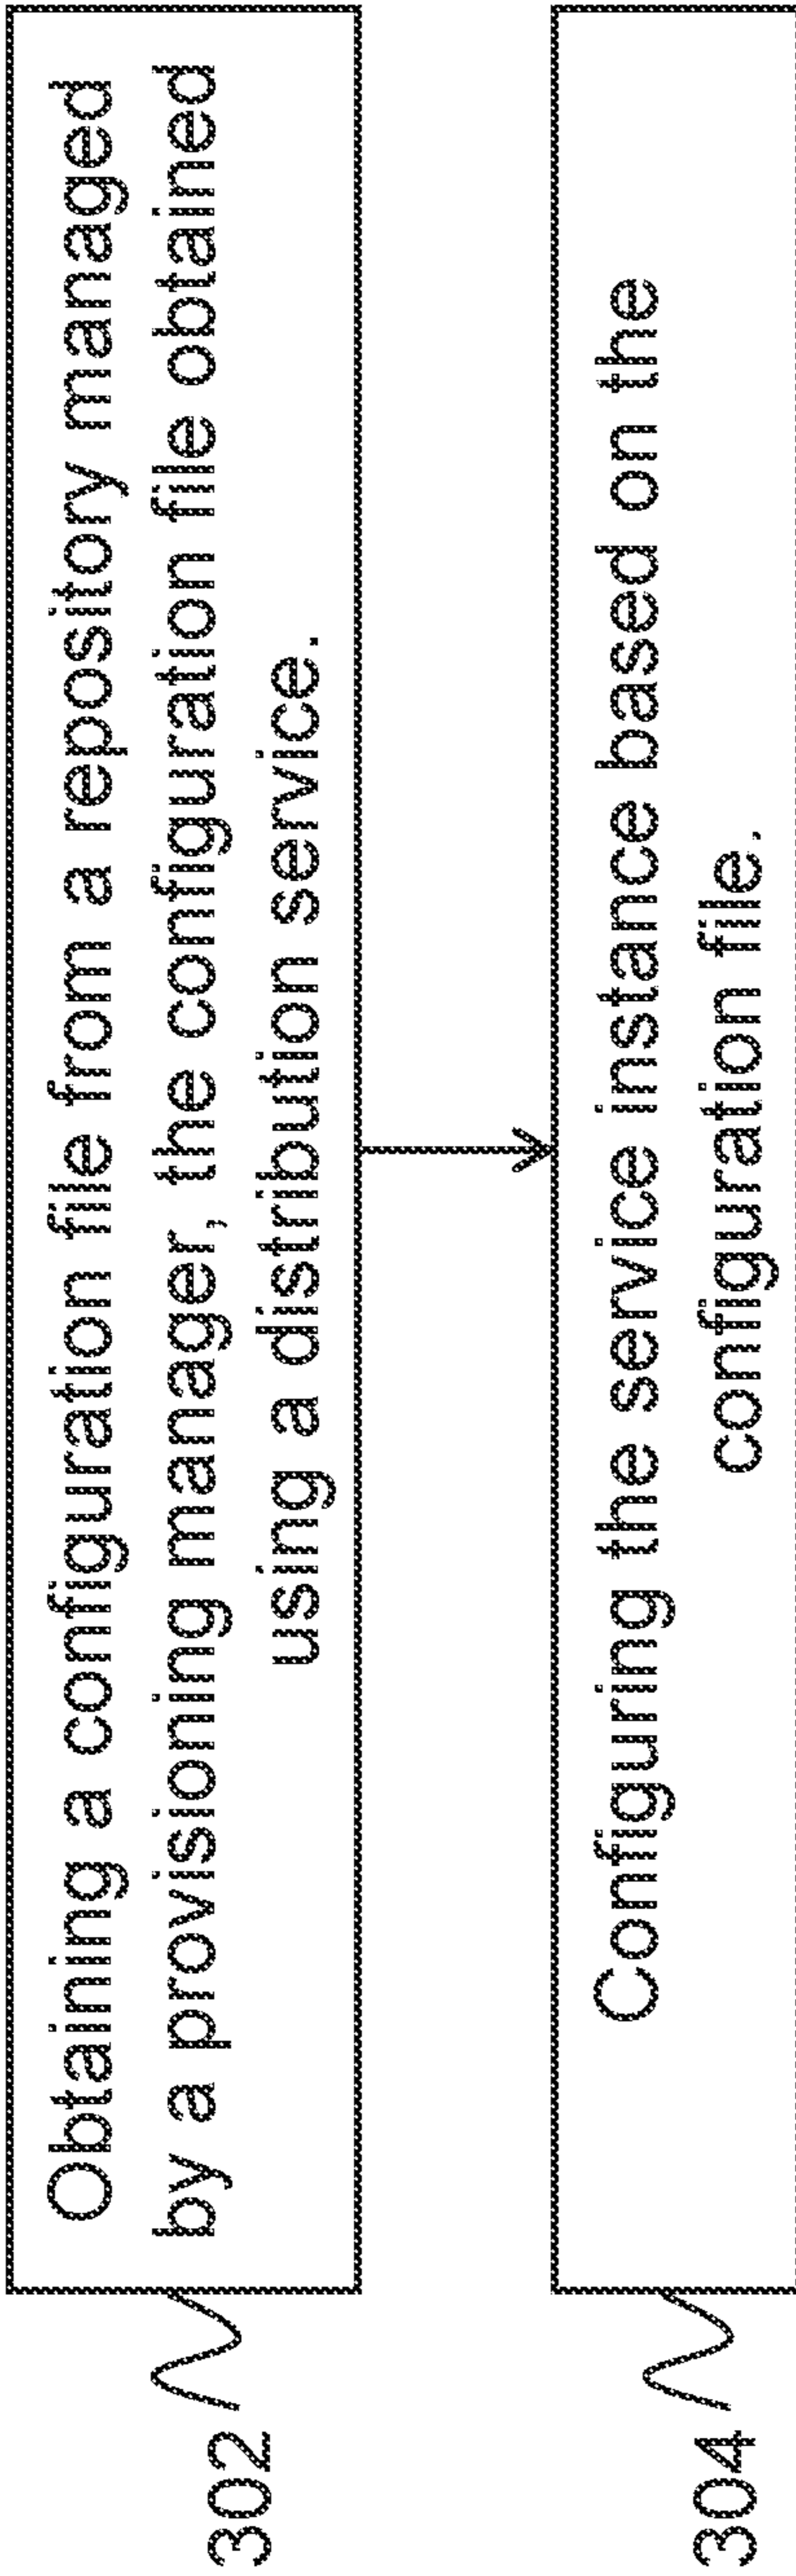 302
Obtaining a configuration file from a repository managed
by a provisioning manager, the configuration file obtained
using a distribution service.
304
Configuring the service instance based on the
configuration file.